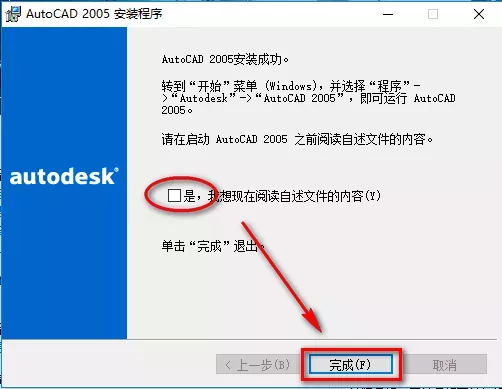 AutoCAD 2005 安装程序
AutoCAD 2005安装成功。
转到“开始”菜单 (Windows)，并选择“程序”-
>“Autodesk”->“AutoCAD 2005”，即可运行 AutoCAD
2005。
请在启动 AutoCAD 2005 之前阅读自述文件的内容。
autodesk®
是，我想现在阅读自述文件的内容(Y)
单击“完成”退出。
< 上一步(B)
完成(F)
取消